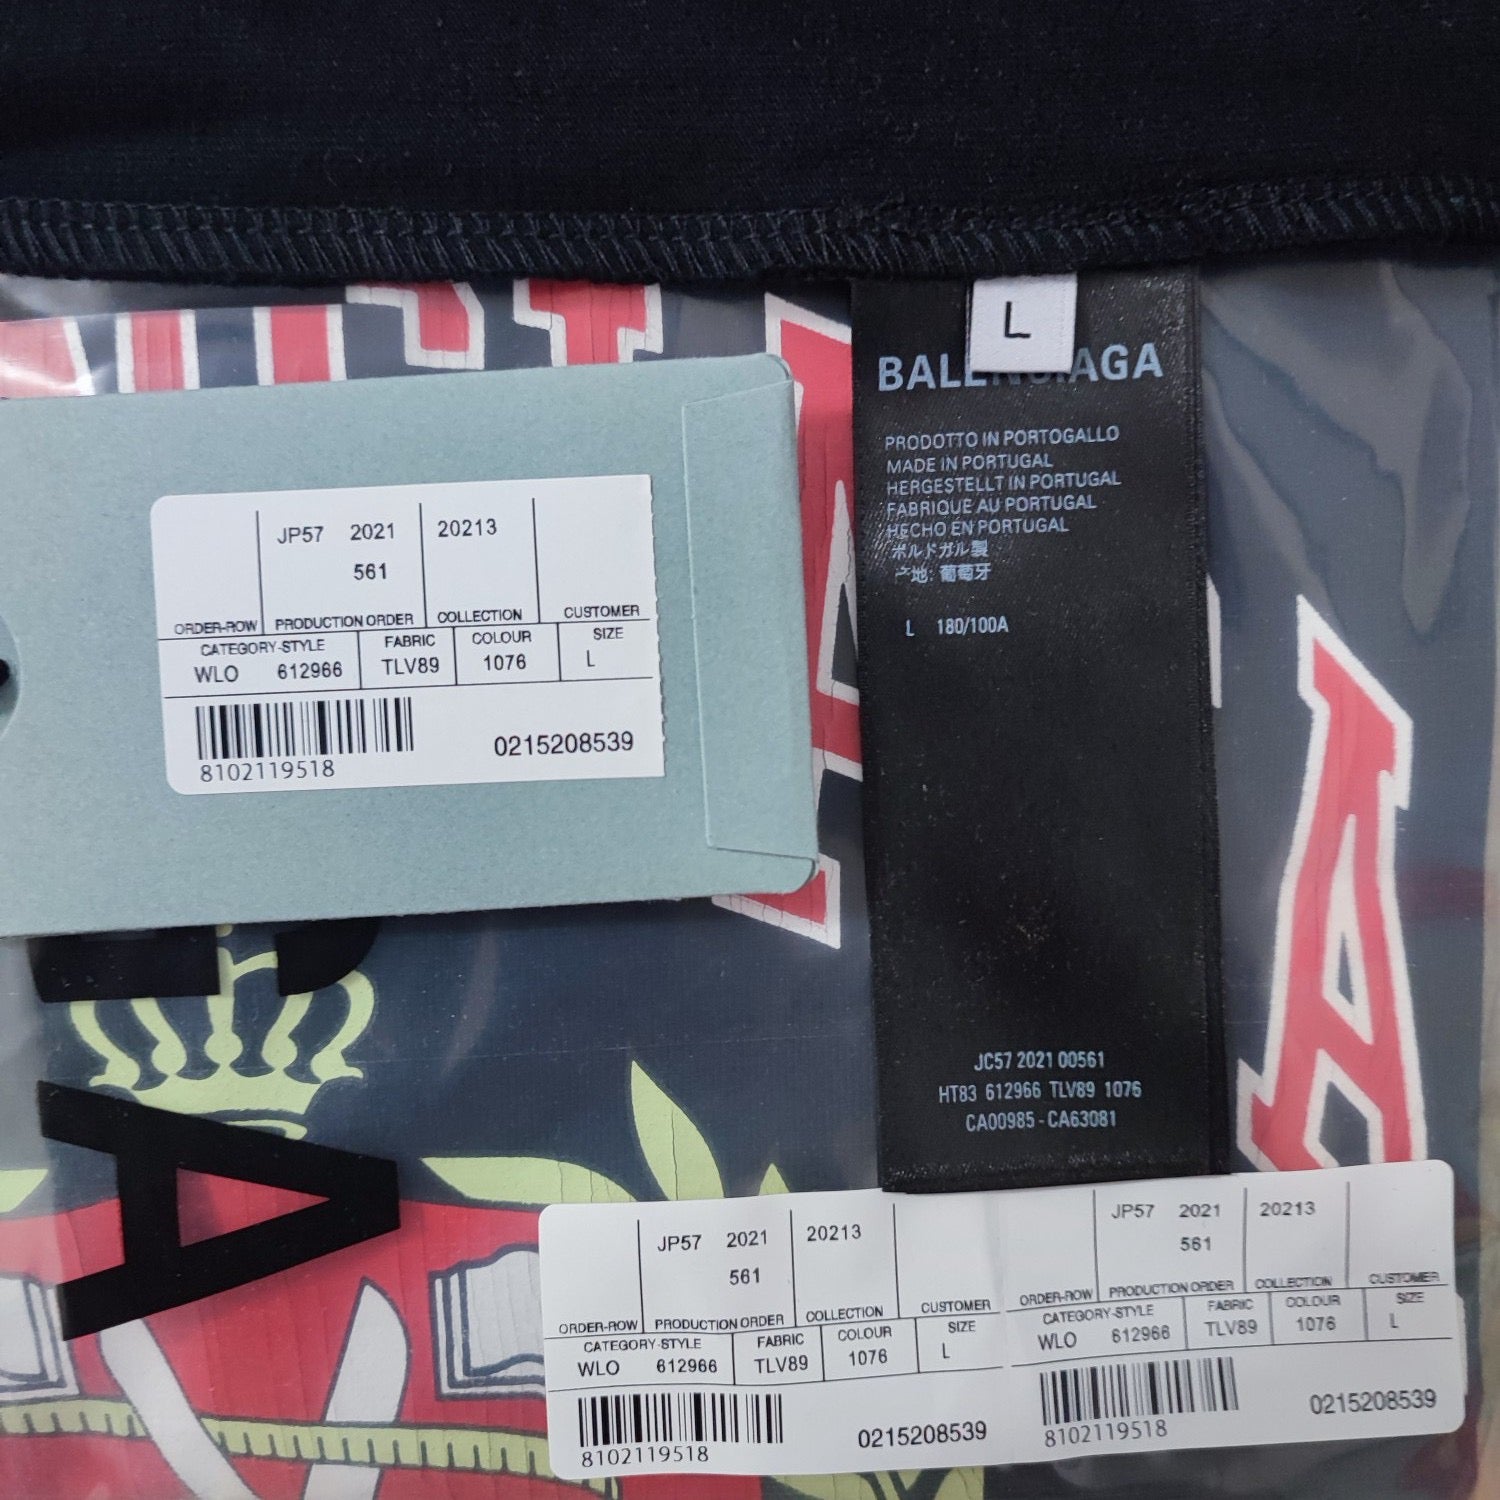 L
BALENCIAGA
PRODOTTO IN PORTOGALLO
MADE IN PORTUGAL
HERGESTELLT IN PORTUGAL
FABRIQUE AU PORTUGAL
HECHO EN PORTUGAL
ポルトガル製
产地: 葡萄牙
L 180/100A
JC57 2021 00561
HT83 612966 TLV89 1076
CA00985 - CA63081
JP57 2021 20213
561
ORDER-ROW PRODUCTION ORDER COLLECTION CUSTOMER
CATEGORY-STYLE FABRIC COLOUR SIZE
WLO 612966 TLV89 1076 L
8102119518 0215208539
JP57 2021 20213
561
ORDER-ROW PRODUCTION ORDER COLLECTION CUSTOMER
CATEGORY-STYLE FABRIC COLOUR SIZE
WLO 612966 TLV89 1076 L
8102119518 0215208539
JP57 2021 20213
561
ORDER-ROW PRODUCTION ORDER COLLECTION CUSTOMER
CATEGORY-STYLE FABRIC COLOUR SIZE
WLO 612966 TLV89 1076 L
8102119518 0215208539
A
A